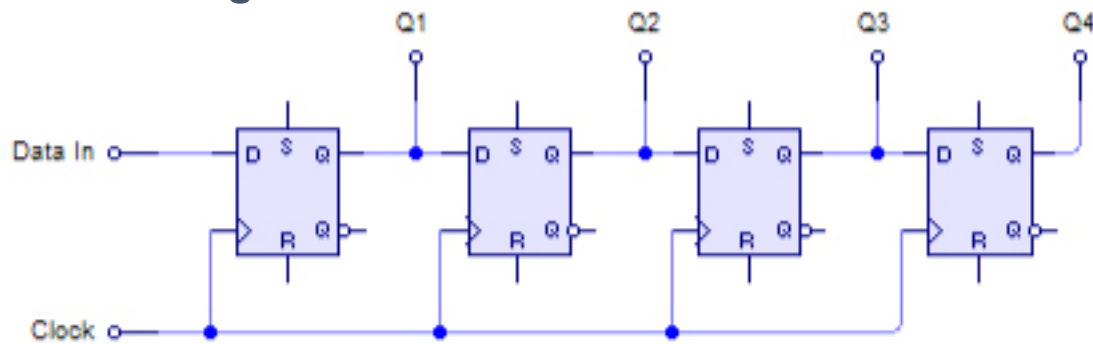 Q1 Q2 Q3 Q4
Data In D S Q D S Q D S Q D S Q
R Q R Q R Q R Q
Clock